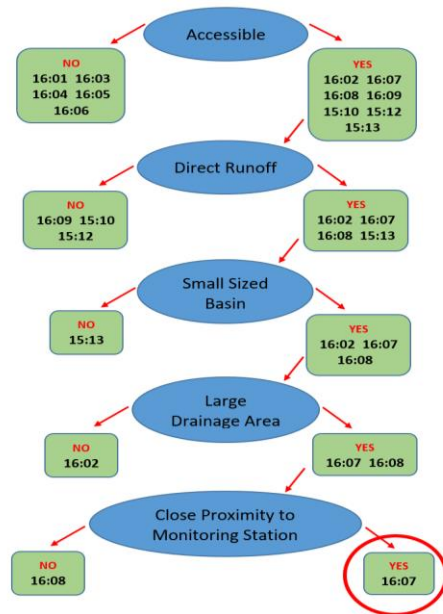 Accessible
NO
16:01 16:03
16:04 16:05
16:06
YES
16:02 16:07
16:08 16:09
15:10 15:12
15:13
Direct Runoff
NO
16:09 15:10
15:12
YES
16:02 16:07
16:08 15:13
Small Sized
Basin
NO
15:13
YES
16:02 16:07
16:08
Large
Drainage Area
NO
16:02
YES
16:07 16:08
Close Proximity to
Monitoring Station
NO
16:08
YES
16:07